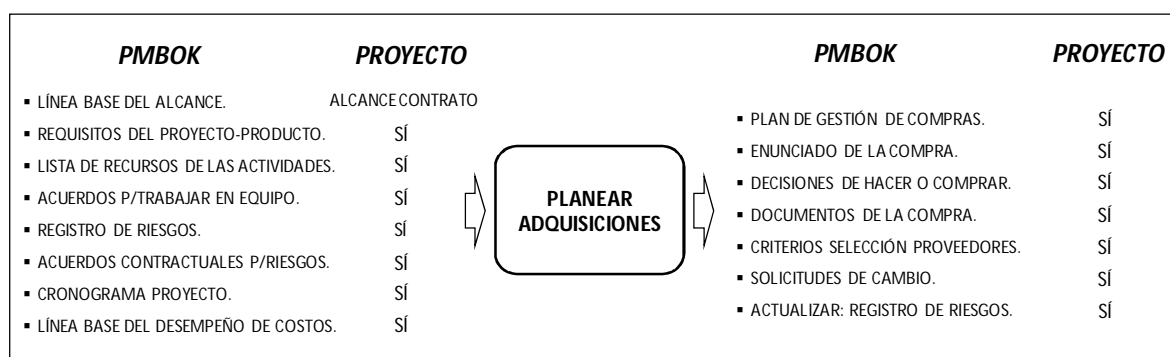 PMBOK PROYECTO
▪ LÍNEA BASE DEL ALCANCE. ALCANCE CONTRATO
▪ REQUISITOS DEL PROYECTO-PRODUCTO. SÍ
▪ LISTA DE RECURSOS DE LAS ACTIVIDADES. SÍ
▪ ACUERDOS P/TRABAJAR EN EQUIPO. SÍ
▪ REGISTRO DE RIESGOS. SÍ
▪ ACUERDOS CONTRACTUALES P/RIESGOS. SÍ
▪ CRONOGRAMA PROYECTO. SÍ
▪ LÍNEA BASE DEL DESEMPEÑO DE COSTOS. SÍ
PLANEAR
ADQUISICIONES
PMBOK PROYECTO
▪ PLAN DE GESTIÓN DE COMPRAS. SÍ
▪ ENUNCIADO DE LA COMPRA. SÍ
▪ DECISIONES DE HACER O COMPRAR. SÍ
▪ DOCUMENTOS DE LA COMPRA. SÍ
▪ CRITERIOS SELECCIÓN PROVEEDORES. SÍ
▪ SOLICITUDES DE CAMBIO. SÍ
▪ ACTUALIZAR: REGISTRO DE RIESGOS. SÍ